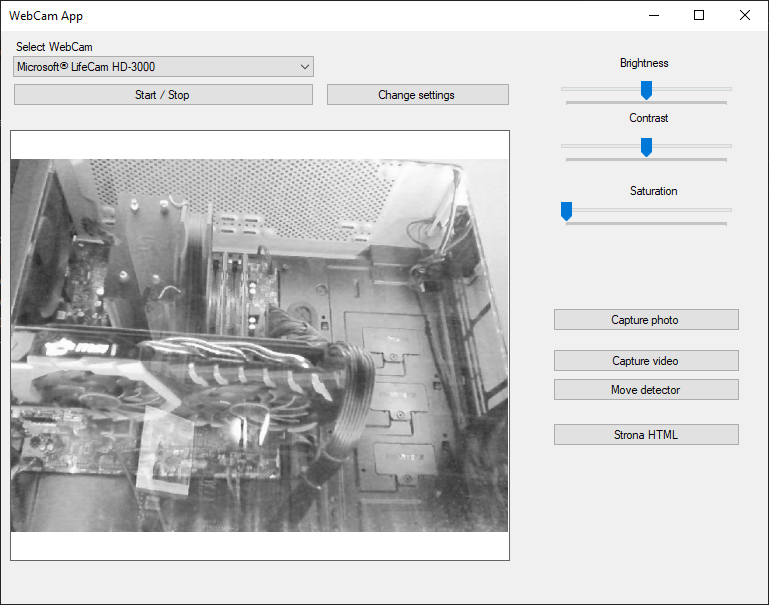 WebCam App
Select WebCam
Microsoft® LifeCam HD-3000
Start / Stop
Change settings
Brightness
Contrast
Saturation
Capture photo
Capture video
Move detector
Strona HTML